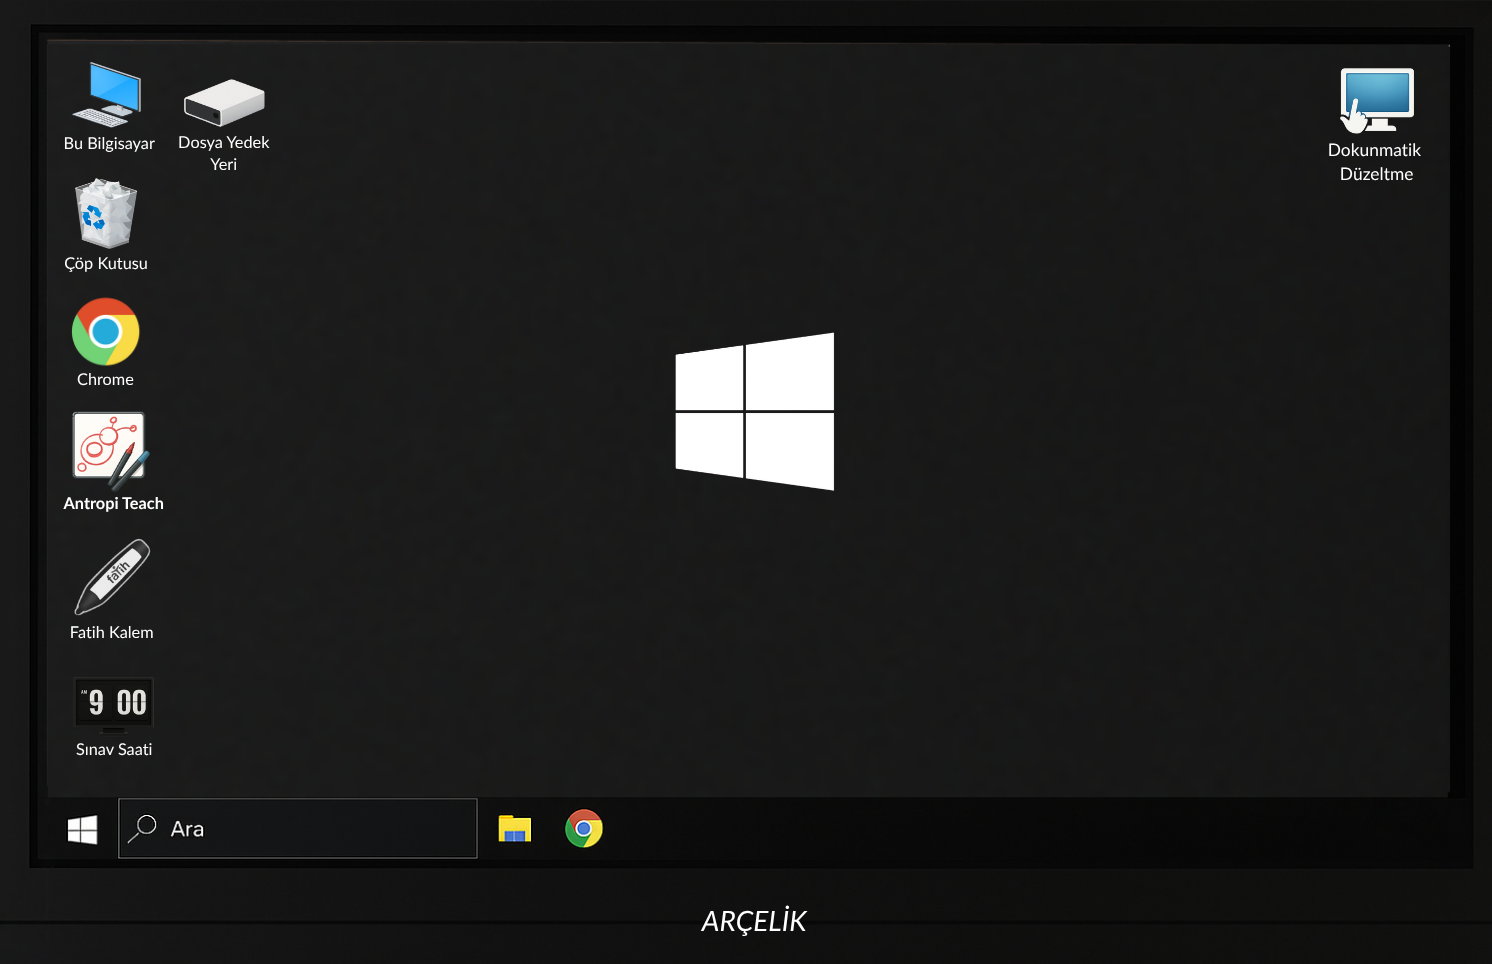 Bu Bilgisayar
Dosya Yedek
Yeri
Çöp Kutusu
Chrome
Antropi Teach
fatih
Fatih Kalem
AM
9 00
Sınav Saati
Dokunmatik
Düzeltme
Ara
ARÇELİK